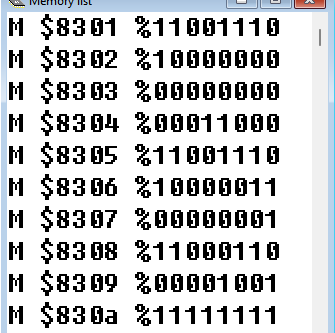 Memory list
M $8301 %11001110
M $8302 %10000000
M $8303 %00000000
M $8304 %00011000
M $8305 %11001110
M $8306 %10000011
M $8307 %00000001
M $8308 %11000110
M $8309 %00001001
M $830a %11111111